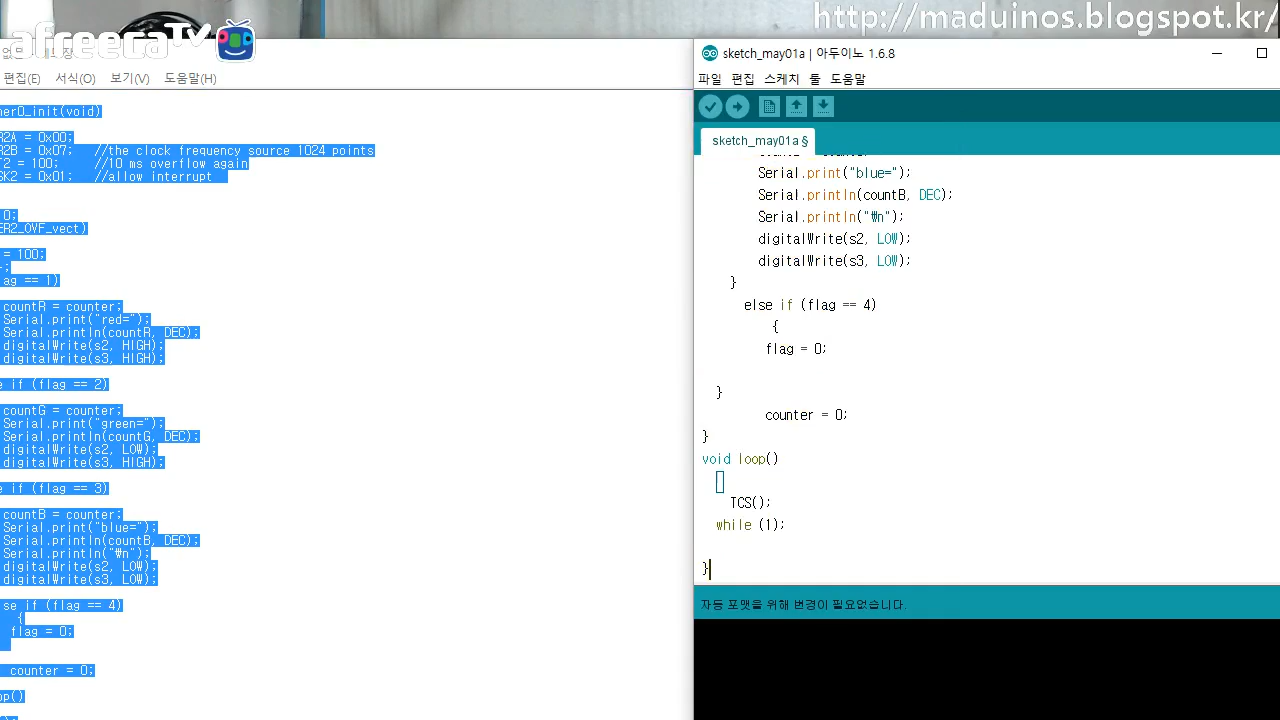 afreecaTV
http://maduinos.blogspot.kr/
편집(E) 서식(O) 보기(V) 도움말(H)
ner0_init(void)
R2A = 0x00;
R2B = 0x07; //the clock frequency source 1024 points
T2 = 100; //10 ms overflow again
SK2 = 0x01; //allow interrupt
0;
ER2_OVF_vect)
= 100;
+;
ag == 1)
countR = counter;
Serial.print("red=");
Serial.println(countR, DEC);
digitalWrite(s2, HIGH);
digitalWrite(s3, HIGH);
e if (flag == 2)
countG = counter;
Serial.print("green=");
Serial.println(countG, DEC);
digitalWrite(s2, LOW);
digitalWrite(s3, HIGH);
e if (flag == 3)
countB = counter;
Serial.print("blue=");
Serial.println(countB, DEC);
Serial.println("₩n");
digitalWrite(s2, LOW);
digitalWrite(s3, LOW);
se if (flag == 4)
{
flag = 0;
counter = 0;
op()
sketch_may01a | 아두이노 1.6.8
파일 편집 스케치 툴 도움말
sketch_may01a §
Serial.print("blue=");
Serial.println(countB, DEC);
Serial.println("₩n");
digitalWrite(s2, LOW);
digitalWrite(s3, LOW);
}
else if (flag == 4)
{
flag = 0;
}
counter = 0;
}
void loop()
TCS();
while (1);
}
자동 포맷을 위해 변경이 필요없습니다.